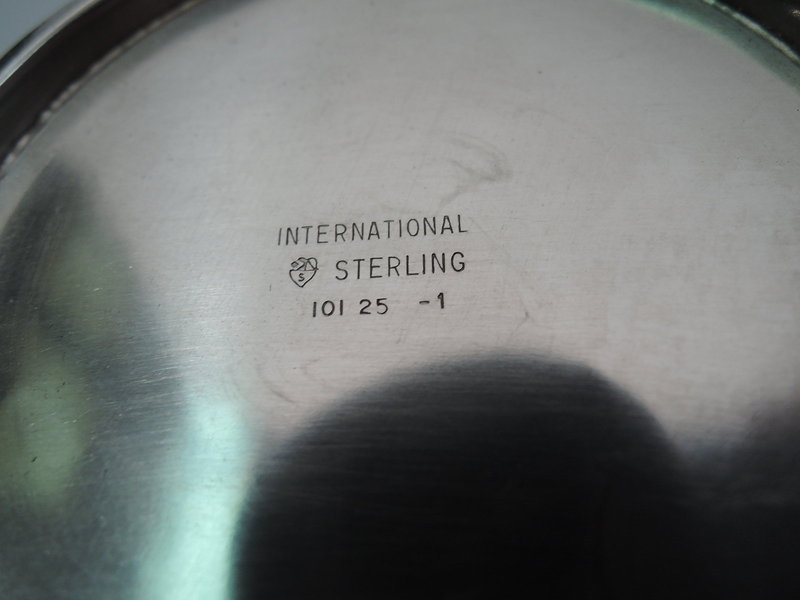 INTERNATIONAL
S STERLING
101 25 -1